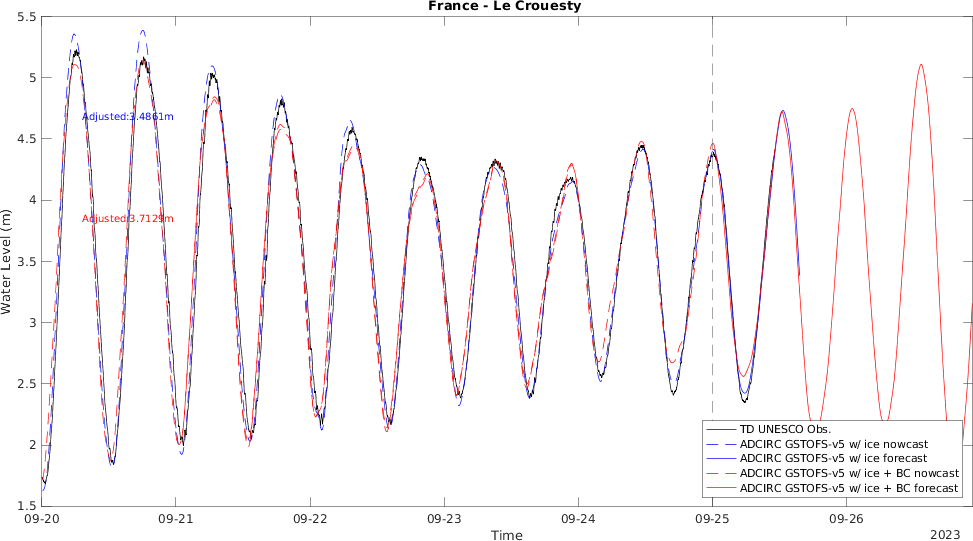 France - Le Crouesty
5.5
5
4.5
4
3.5
3
2.5
2
1.5
Water Level (m)
Adjusted:3.4861m
Adjusted:3.7129m
TD UNESCO Obs.
ADCIRC GSTOFS-v5 w/ ice nowcast
ADCIRC GSTOFS-v5 w/ ice forecast
ADCIRC GSTOFS-v5 w/ ice + BC nowcast
ADCIRC GSTOFS-v5 w/ ice + BC forecast
09-20 09-21 09-22 09-23 09-24 09-25 09-26
Time
2023